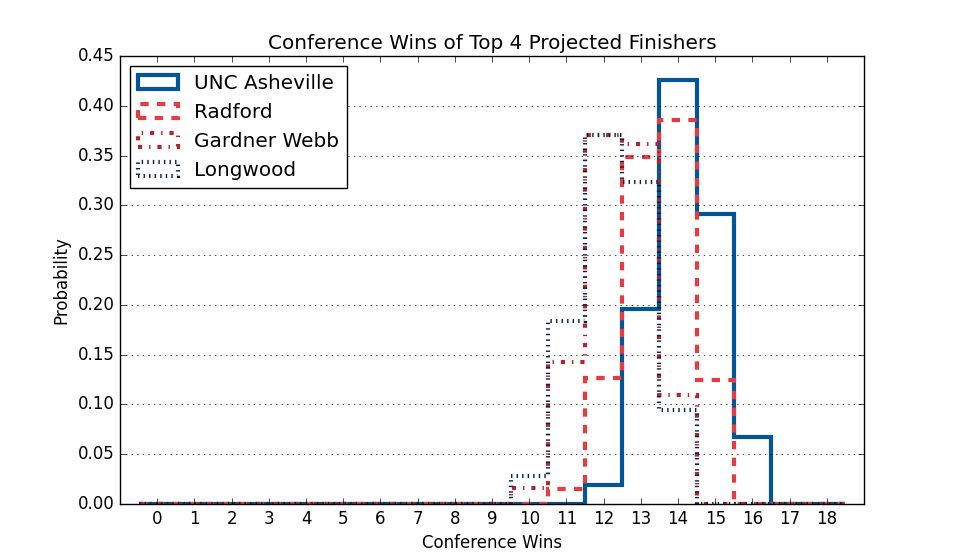 Conference Wins of Top 4 Projected Finishers
UNC Asheville
Radford
Gardner Webb
Longwood
0.45
0.40
0.35
0.30
0.25
0.20
0.15
0.10
0.05
0.00
Probability
0 1 2 3 4 5 6 7 8 9 10 11 12 13 14 15 16 17 18
Conference Wins